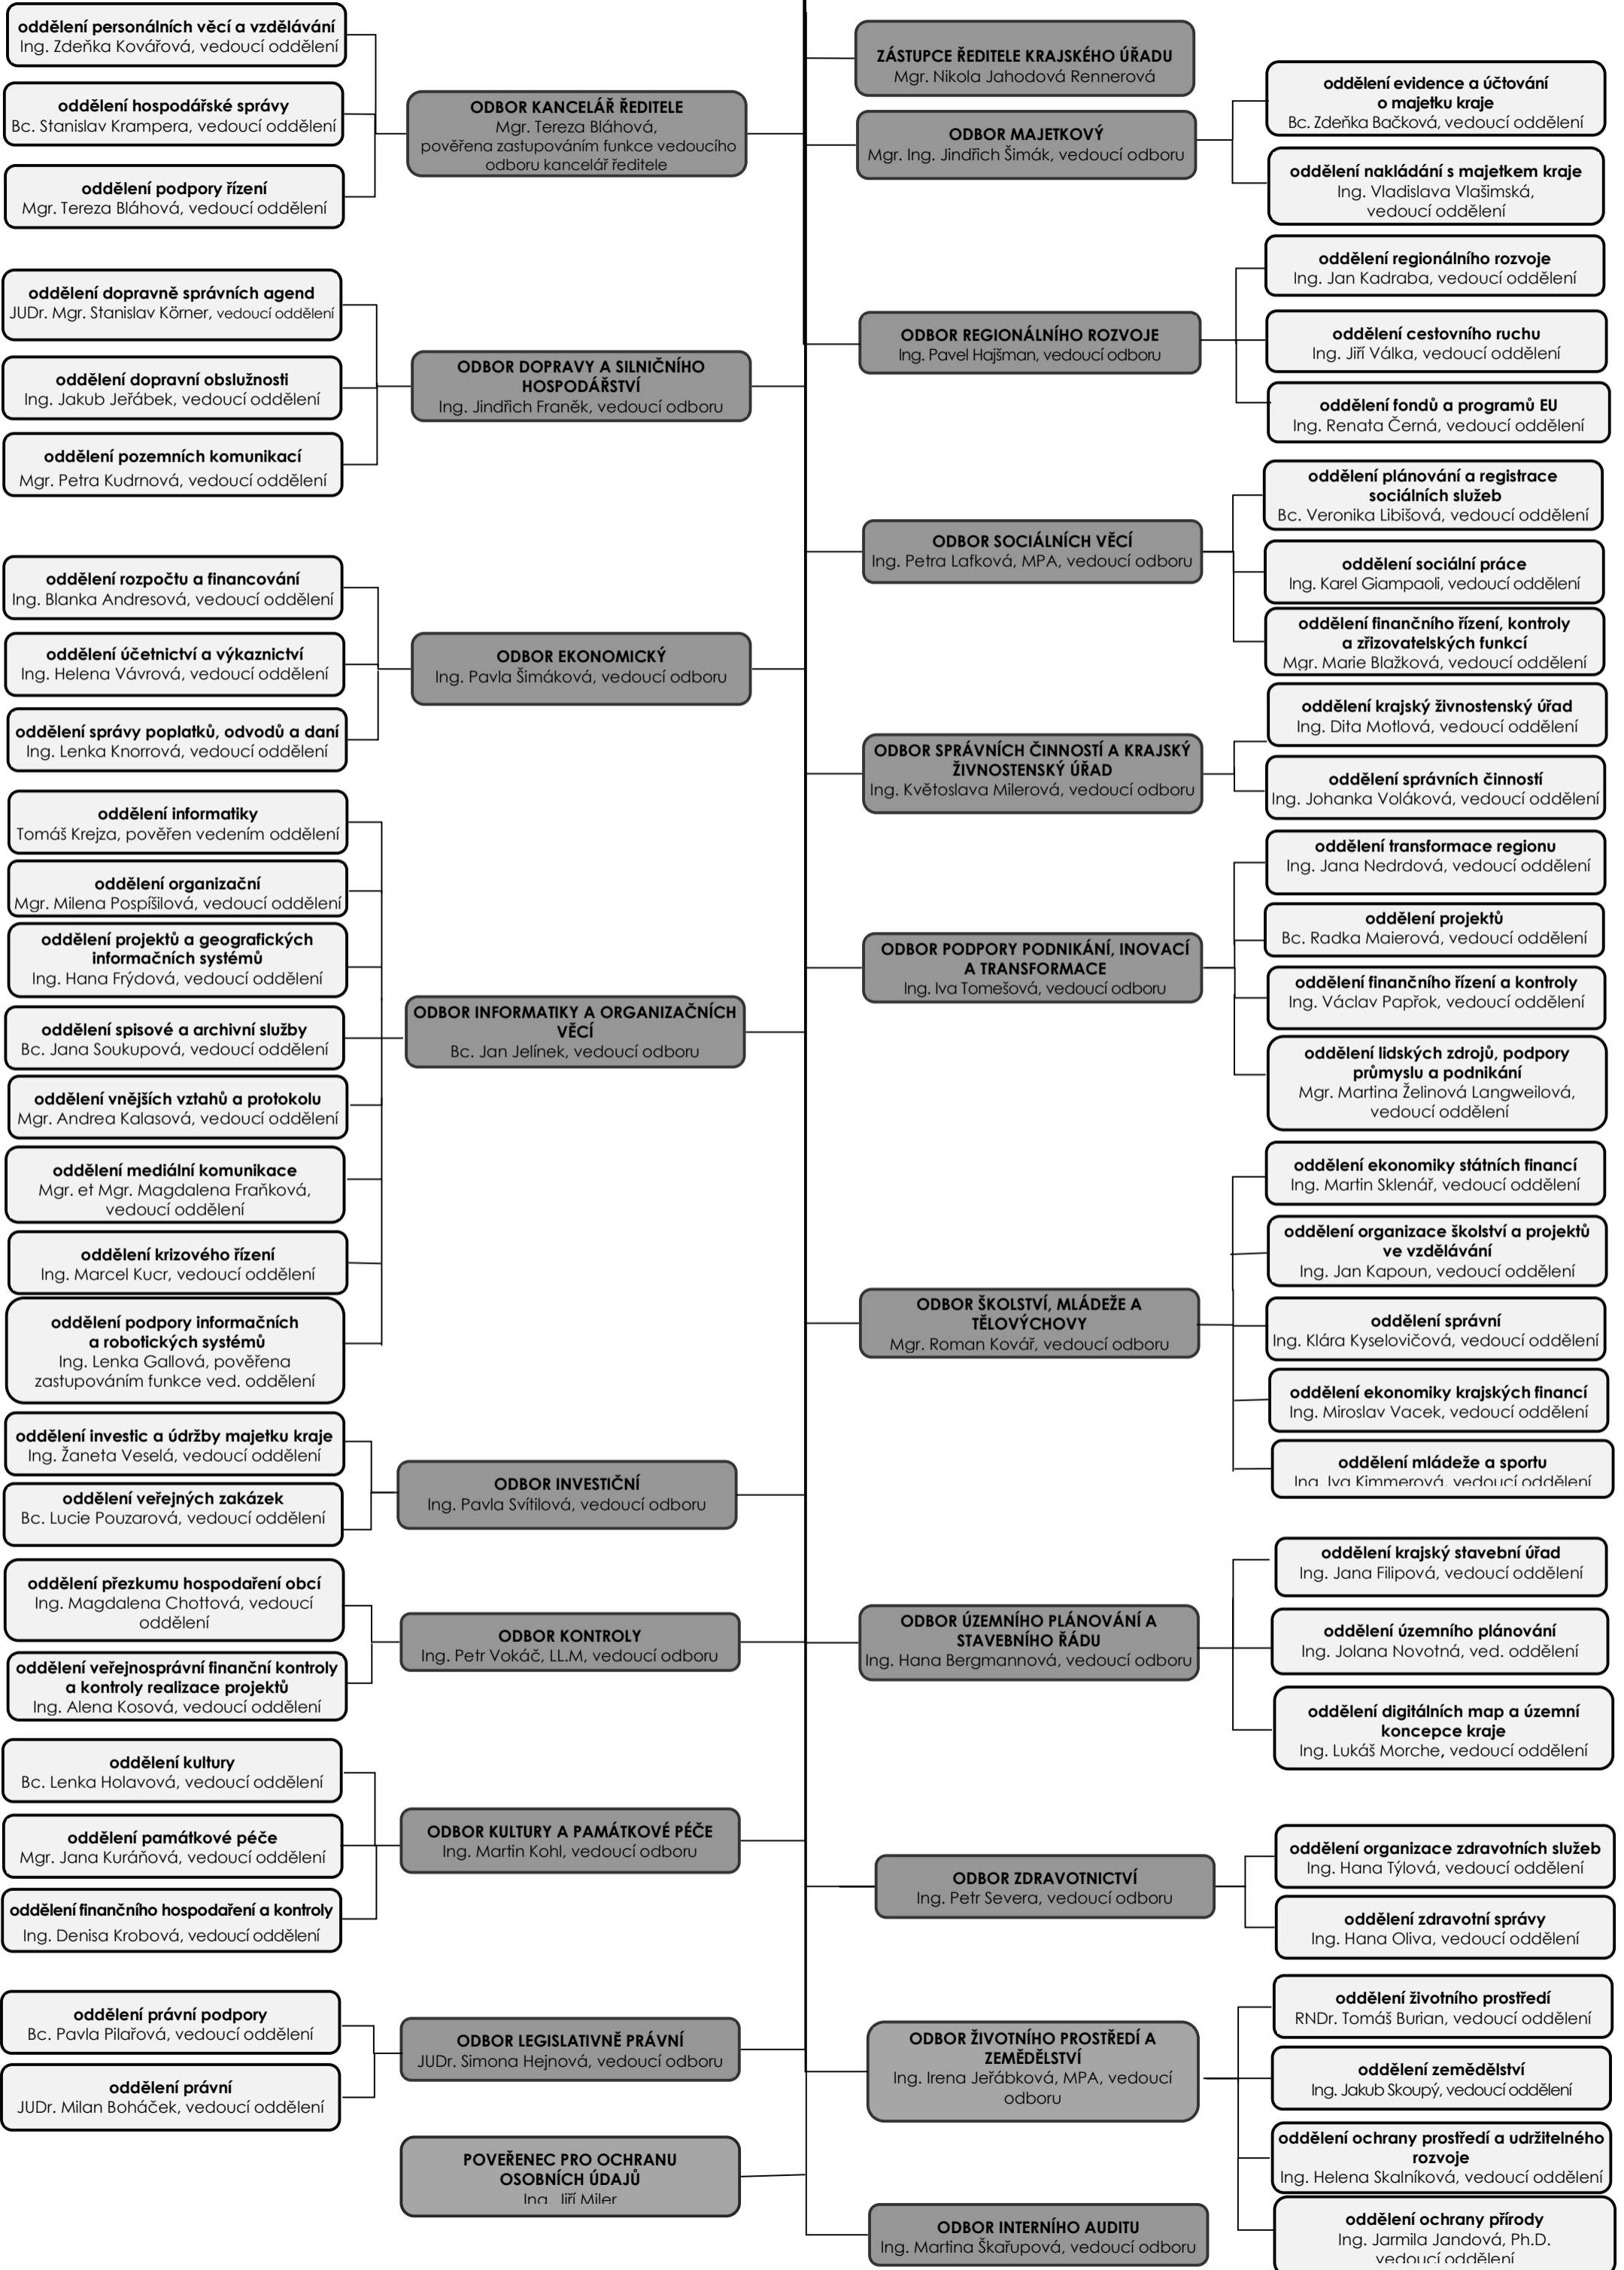 oddělení personálních věcí a vzdělávání
Ing. Zdeňka Kovářová, vedoucí oddělení
oddělení hospodářské správy
Bc. Stanislav Krampera, vedoucí oddělení
oddělení podpory řízení
Mgr. Tereza Bláhová, vedoucí oddělení
ODBOR KANCELÁŘ ŘEDITELE
Mgr. Tereza Bláhová,
pověřena zastupováním funkce vedoucího
odboru kancelář ředitele
oddělení dopravně správních agend
JUDr. Mgr. Stanislav Körner, vedoucí oddělení
oddělení dopravní obslužnosti
Ing. Jakub Jeřábek, vedoucí oddělení
oddělení pozemních komunikací
Mgr. Petra Kudrnová, vedoucí oddělení
ODBOR DOPRAVY A SILNIČNÍHO
HOSPODÁŘSTVÍ
Ing. Jindřich Franěk, vedoucí odboru
oddělení rozpočtu a financování
Ing. Blanka Andresová, vedoucí oddělení
oddělení účetnictví a výkaznictví
Ing. Helena Vávrová, vedoucí oddělení
oddělení správy poplatků, odvodů a daní
Ing. Lenka Knorrová, vedoucí oddělení
ODBOR EKONOMICKÝ
Ing. Pavla Šimáková, vedoucí odboru
oddělení informatiky
Tomáš Krejza, pověřen vedením oddělení
oddělení organizační
Mgr. Milena Pospíšilová, vedoucí oddělení
oddělení projektů a geografických
informačních systémů
Ing. Hana Frýdová, vedoucí oddělení
oddělení spisové a archivní služby
Bc. Jana Soukupová, vedoucí oddělení
oddělení vnějších vztahů a protokolu
Mgr. Andrea Kalasová, vedoucí oddělení
oddělení mediální komunikace
Mgr. et Mgr. Magdalena Fraňková,
vedoucí oddělení
oddělení krizového řízení
Ing. Marcel Kucr, vedoucí oddělení
oddělení podpory informačních
a robotických systémů
Ing. Lenka Gallová, pověřena
zastupováním funkce ved. oddělení
ODBOR INFORMATIKY A ORGANIZAČNÍCH
VĚCÍ
Bc. Jan Jelínek, vedoucí odboru
oddělení investic a údržby majetku kraje
Ing. Žaneta Veselá, vedoucí oddělení
oddělení veřejných zakázek
Bc. Lucie Pouzarová, vedoucí oddělení
ODBOR INVESTIČNÍ
Ing. Pavla Svítilová, vedoucí odboru
oddělení přezkumu hospodaření obcí
Ing. Magdalena Chottová, vedoucí
oddělení
oddělení veřejnosprávní finanční kontroly
a kontroly realizace projektů
Ing. Alena Kosová, vedoucí oddělení
ODBOR KONTROLY
Ing. Petr Vokáč, LL.M, vedoucí odboru
oddělení kultury
Bc. Lenka Holavová, vedoucí oddělení
oddělení památkové péče
Mgr. Jana Kuráňová, vedoucí oddělení
oddělení finančního hospodaření a kontroly
Ing. Denisa Krobová, vedoucí oddělení
ODBOR KULTURY A PAMÁTKOVÉ PÉČE
Ing. Martin Kohl, vedoucí odboru
oddělení právní podpory
Bc. Pavla Pilařová, vedoucí oddělení
oddělení právní
JUDr. Milan Boháček, vedoucí oddělení
ODBOR LEGISLATIVNĚ PRÁVNÍ
JUDr. Simona Hejnová, vedoucí odboru
POVĚŘENEC PRO OCHRANU
OSOBNÍCH ÚDAJŮ
Ing. Jiří Miler
ZÁSTUPCE ŘEDITELE KRAJSKÉHO ÚŘADU
Mgr. Nikola Jahodová Rennerová
ODBOR MAJETKOVÝ
Mgr. Ing. Jindřich Šimák, vedoucí odboru
oddělení evidence a účtování
o majetku kraje
Bc. Zdeňka Bačková, vedoucí oddělení
oddělení nakládání s majetkem kraje
Ing. Vladislava Vlašimská,
vedoucí oddělení
ODBOR REGIONÁLNÍHO ROZVOJE
Ing. Pavel Hajšman, vedoucí odboru
oddělení regionálního rozvoje
Ing. Jan Kadraba, vedoucí oddělení
oddělení cestovního ruchu
Ing. Jiří Válka, vedoucí oddělení
oddělení fondů a programů EU
Ing. Renata Černá, vedoucí oddělení
ODBOR SOCIÁLNÍCH VĚCÍ
Ing. Petra Lafková, MPA, vedoucí odboru
oddělení plánování a registrace
sociálních služeb
Bc. Veronika Libišová, vedoucí oddělení
oddělení sociální práce
Ing. Karel Giampaoli, vedoucí oddělení
oddělení finančního řízení, kontroly
a zřizovatelských funkcí
Mgr. Marie Blažková, vedoucí oddělení
ODBOR SPRÁVNÍCH ČINNOSTÍ A KRAJSKÝ
ŽIVNOSTENSKÝ ÚŘAD
Ing. Květoslava Milerová, vedoucí odboru
oddělení krajský živnostenský úřad
Ing. Dita Motlová, vedoucí oddělení
oddělení správních činností
Ing. Johanka Voláková, vedoucí oddělení
ODBOR PODPORY PODNIKÁNÍ, INOVACÍ
A TRANSFORMACE
Ing. Iva Tomešová, vedoucí odboru
oddělení transformace regionu
Ing. Jana Nedrdová, vedoucí oddělení
oddělení projektů
Bc. Radka Maierová, vedoucí oddělení
oddělení finančního řízení a kontroly
Ing. Václav Papřok, vedoucí oddělení
oddělení lidských zdrojů, podpory
průmyslu a podnikání
Mgr. Martina Želinová Langweilová,
vedoucí oddělení
ODBOR ŠKOLSTVÍ, MLÁDEŽE A
TĚLOVÝCHOVY
Mgr. Roman Kovář, vedoucí odboru
oddělení ekonomiky státních financí
Ing. Martin Sklenář, vedoucí oddělení
oddělení organizace školství a projektů
ve vzdělávání
Ing. Jan Kapoun, vedoucí oddělení
oddělení správní
Ing. Klára Kyselovičová, vedoucí oddělení
oddělení ekonomiky krajských financí
Ing. Miroslav Vacek, vedoucí oddělení
oddělení mládeže a sportu
Ing. Iva Kimmerová, vedoucí oddělení
ODBOR ÚZEMNÍHO PLÁNOVÁNÍ A
STAVEBNÍHO ŘÁDU
Ing. Hana Bergmannová, vedoucí odboru
oddělení krajský stavební úřad
Ing. Jana Filipová, vedoucí oddělení
oddělení územního plánování
Ing. Jolana Novotná, ved. oddělení
oddělení digitálních map a územní
koncepce kraje
Ing. Lukáš Morche, vedoucí oddělení
ODBOR ZDRAVOTNICTVÍ
Ing. Petr Severa, vedoucí odboru
oddělení organizace zdravotních služeb
Ing. Hana Týlová, vedoucí oddělení
oddělení zdravotní správy
Ing. Hana Oliva, vedoucí oddělení
ODBOR ŽIVOTNÍHO PROSTŘEDÍ A
ZEMĚDĚLSTVÍ
Ing. Irena Jeřábková, MPA, vedoucí
odboru
oddělení životního prostředí
RNDr. Tomáš Burian, vedoucí oddělení
oddělení zemědělství
Ing. Jakub Skoupý, vedoucí oddělení
oddělení ochrany prostředí a udržitelného
rozvoje
Ing. Helena Skalníková, vedoucí oddělení
oddělení ochrany přírody
Ing. Jarmila Jandová, Ph.D.
vedoucí oddělení
ODBOR INTERNÍHO AUDITU
Ing. Martina Škařupová, vedoucí odboru